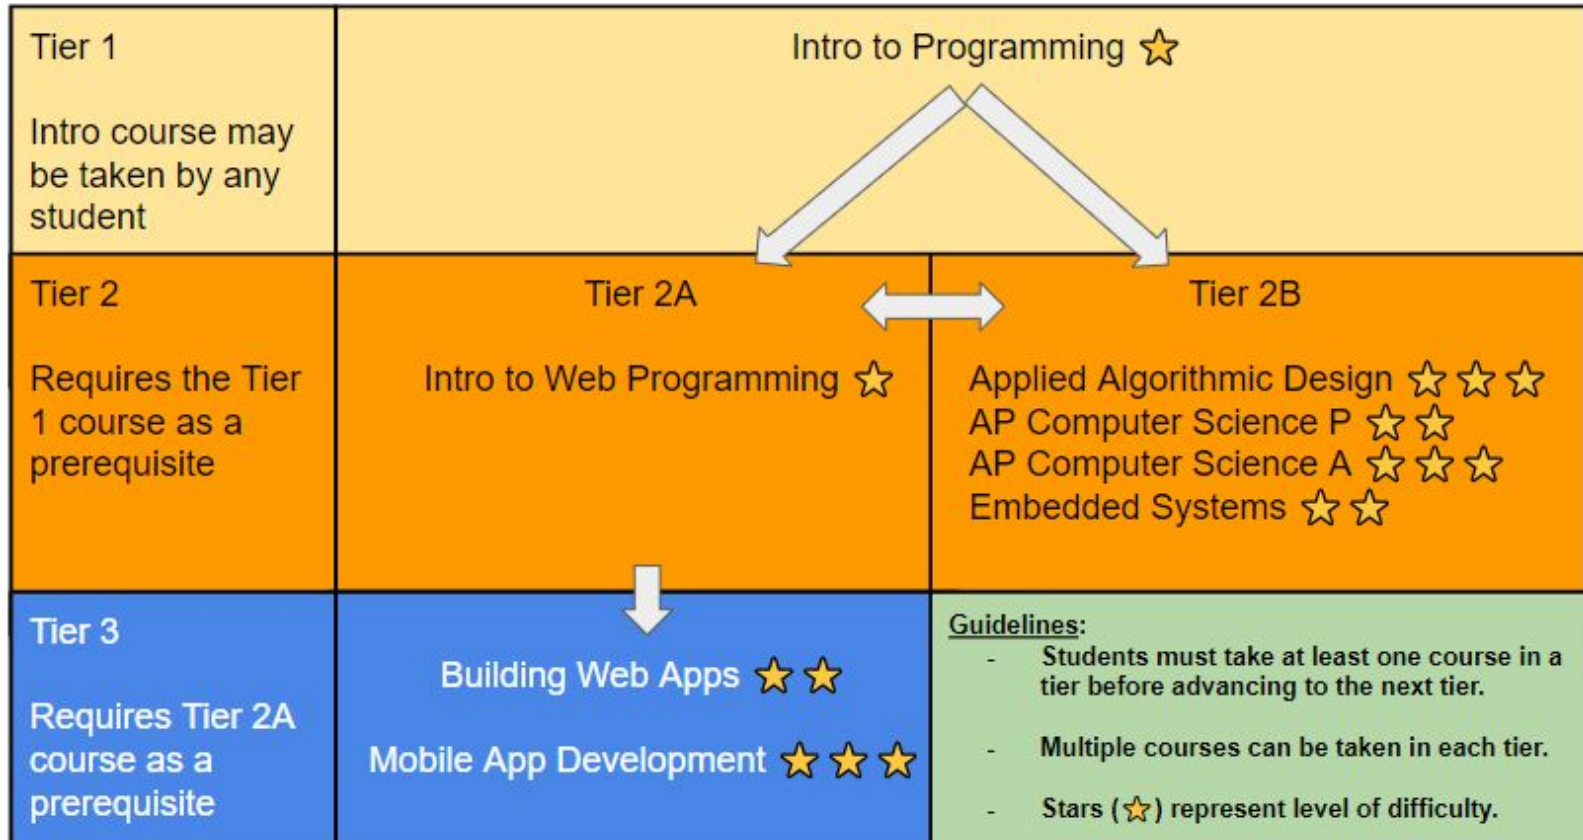 Tier 1
Intro course may
be taken by any
student
Intro to Programming
Tier 2
Requires the Tier
1 course as a
prerequisite
Tier 2A
Intro to Web Programming
Tier 2B
Applied Algorithmic Design
AP Computer Science P
AP Computer Science A
Embedded Systems
Tier 3
Requires Tier 2A
course as a
prerequisite
Building Web Apps
Mobile App Development
Guidelines:
- Students must take at least one course in a
tier before advancing to the next tier.
- Multiple courses can be taken in each tier.
- Stars (⭐) represent level of difficulty.